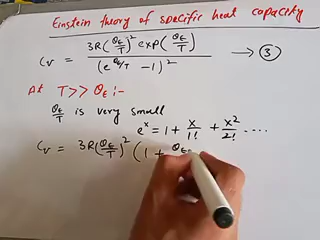 Einstein theory of specific heat capacity
Cv = 3R(θE/T)² exp(θE/T) / (e^θE/T - 1)² → ③
At T>> θE :-
θE/T is very small
e^x = 1 + x/1! + x²/2! ....
Cv = 3R(θE/T)² (1 + θE